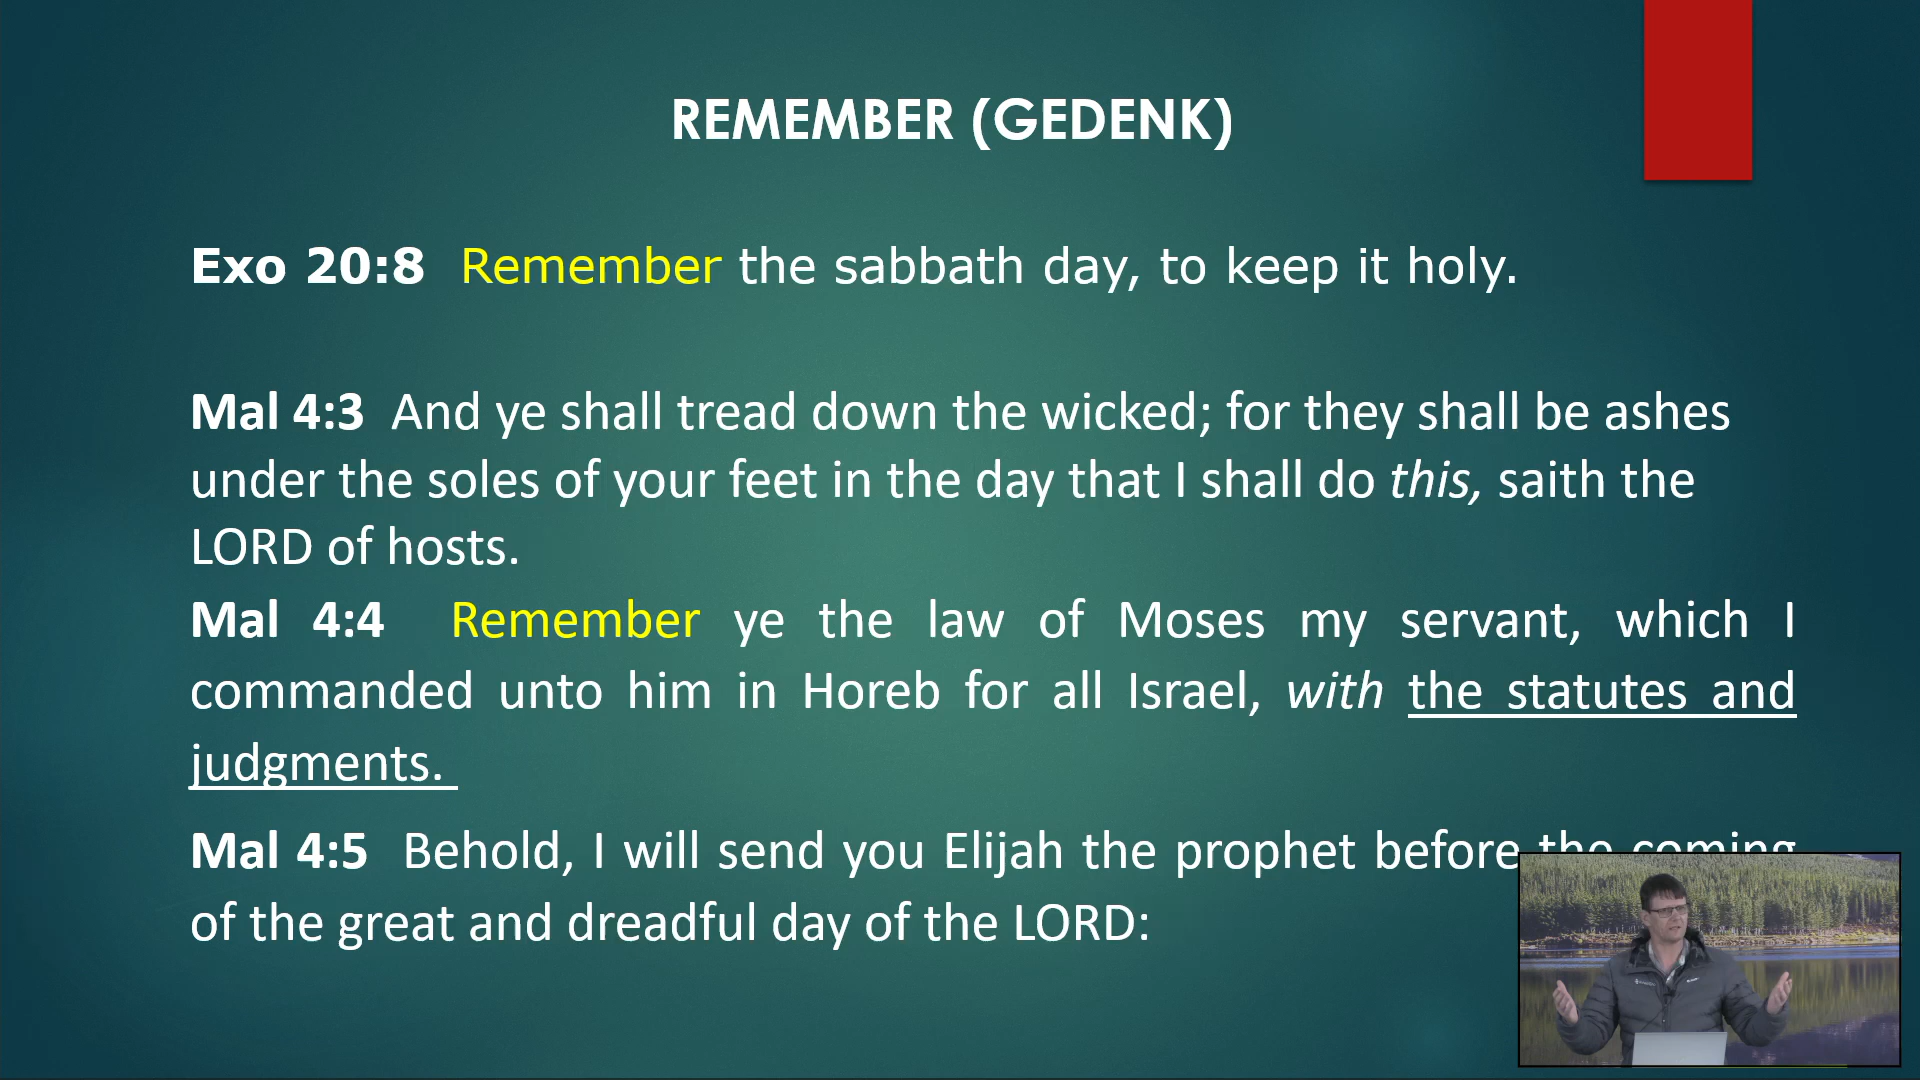 REMEMBER (GEDENK)
Exo 20:8 Remember the sabbath day, to keep it holy.
Mal 4:3 And ye shall tread down the wicked; for they shall be ashes
under the soles of your feet in the day that I shall do this, saith the
LORD of hosts.
Mal 4:4 Remember ye the law of Moses my servant, which I
commanded unto him in Horeb for all Israel, with the statutes and
judgments.
Mal 4:5 Behold, I will send you Elijah the prophet before the coming
of the great and dreadful day of the LORD: